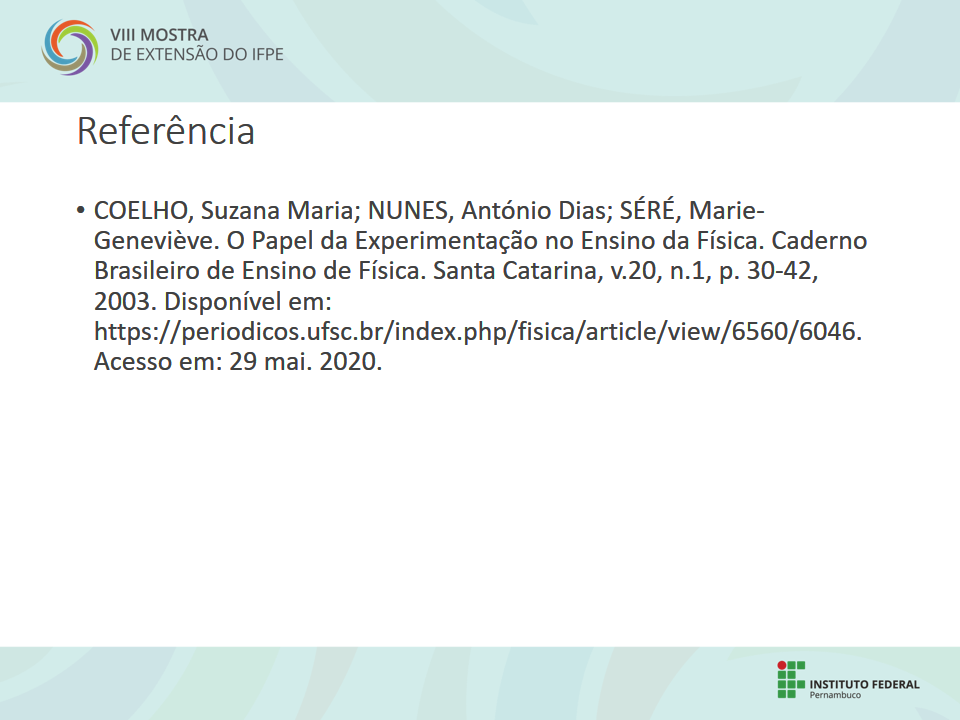 VIII MOSTRA
DE EXTENSÃO DO IFPE
Referência
• COELHO, Suzana Maria; NUNES, António Dias; SÉRÉ, Marie-
Geneviève. O Papel da Experimentação no Ensino da Física. Caderno
Brasileiro de Ensino de Física. Santa Catarina, v.20, n.1, p. 30-42,
2003. Disponível em:
https://periodicos.ufsc.br/index.php/fisica/article/view/6560/6046.
Acesso em: 29 mai. 2020.
INSTITUTO FEDERAL
Pernambuco